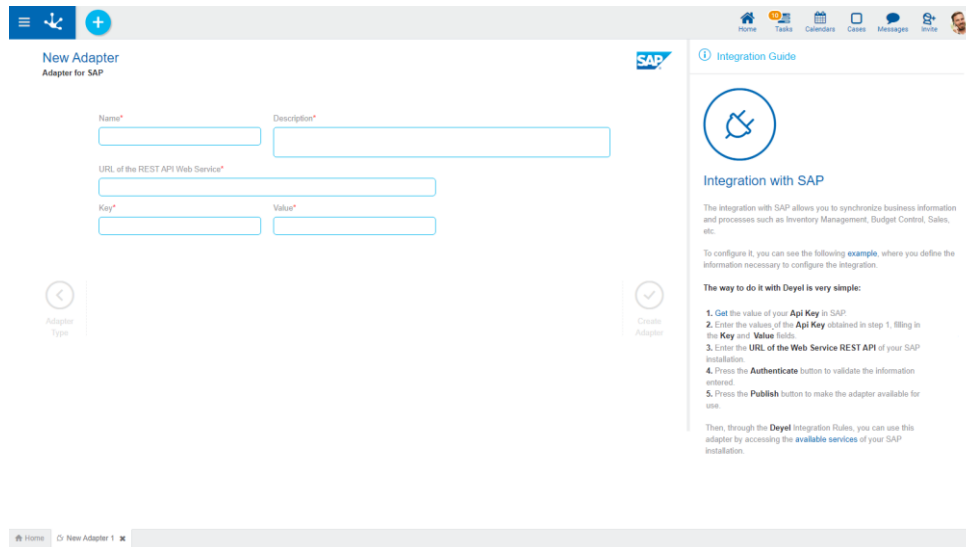 10
Home
Tasks
Calendars
Cases
Messages
Invite
New Adapter
Adapter for SAP
SAP
Name*
Description*
URL of the REST API Web Service*
Key*
Value*
Adapter
Type
Create
Adapter
Integration Guide
Integration with SAP
The integration with SAP allows you to synchronize business information
and processes such as Inventory Management, Budget Control, Sales,
etc.
To configure it, you can see the following example, where you define the
information necessary to configure the integration.
The way to do it with Deyel is very simple:
1. Get the value of your Api Key in SAP.
2. Enter the values of the Api Key obtained in step 1, filling in
the Key and Value fields.
3. Enter the URL of the Web Service REST API of your SAP
installation.
4. Press the Authenticate button to validate the information
entered.
5. Press the Publish button to make the adapter available for
use.
Then, through the Deyel Integration Rules, you can use this
adapter by accessing the available services of your SAP
installation.
Home
New Adapter 1